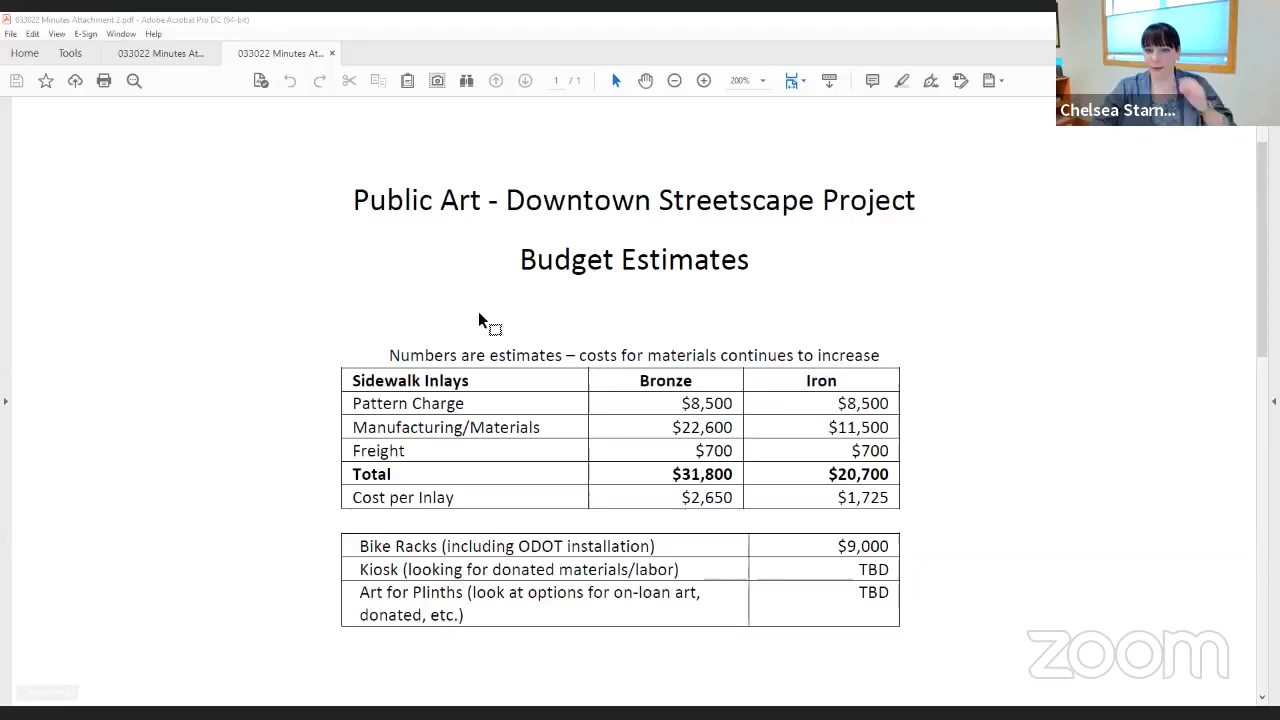 033022 Minutes Attachment 2.pdf - Adobe Acrobat Pro DC (64-bit)
File Edit View E-Sign Window Help
Home Tools 033022 Minutes At... 033022 Minutes At... ×
1 / 1 200%
Chelsea Starn...
Public Art - Downtown Streetscape Project
Budget Estimates
Numbers are estimates – costs for materials continues to increase
Sidewalk Inlays Bronze Iron
Pattern Charge $8,500 $8,500
Manufacturing/Materials $22,600 $11,500
Freight $700 $700
Total $31,800 $20,700
Cost per Inlay $2,650 $1,725
Bike Racks (including ODOT installation) $9,000
Kiosk (looking for donated materials/labor) TBD
Art for Plinths (look at options for on-loan art, TBD
donated, etc.)
zoom